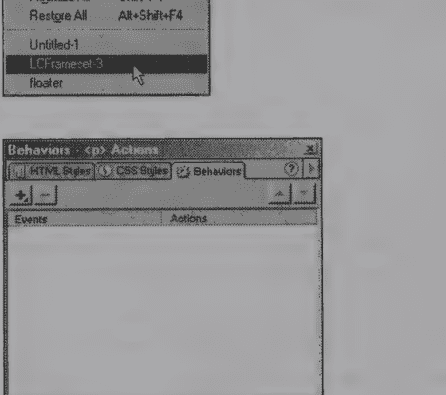 Restore All Alt+Shift+F4
Untitled-1
LCFrameset-3
floater
Behaviors - <p> Actions
HTML Styles CSS Styles Behaviors
Events Actions